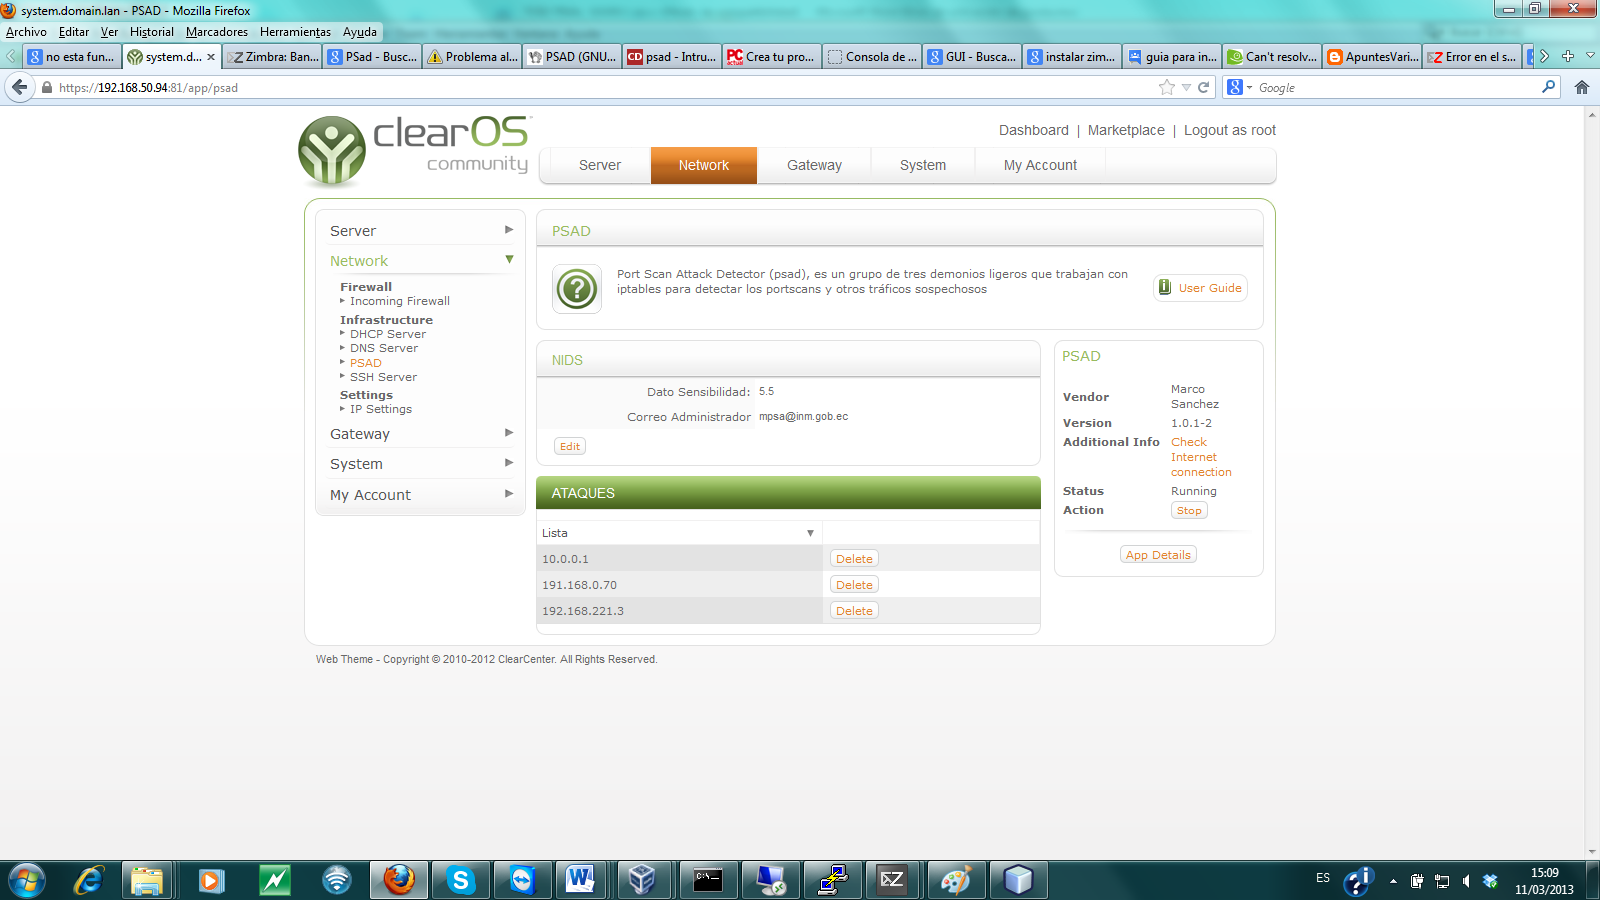 system.domain.lan - PSAD - Mozilla Firefox
Archivo Editar Ver Historial Marcadores Herramientas Ayuda
no esta fun... system.d... Zimbra: Ban... PSad - Busc... Problema al... PSAD (GNU... psad - Intru... Crea tu pro... Consola de ... GUI - Busca... instalar zim... guia para in... Can't resolv... ApuntesVari... Error en el s...
https://192.168.50.94:81/app/psad
Google
clearOS
community
Dashboard | Marketplace | Logout as root
Server Network Gateway System My Account
Server
Network
Firewall
Incoming Firewall
Infrastructure
DHCP Server
DNS Server
PSAD
SSH Server
Settings
IP Settings
Gateway
System
My Account
PSAD
Port Scan Attack Detector (psad), es un grupo de tres demonios ligeros que trabajan con
iptables para detectar los portscans y otros tráficos sospechosos
User Guide
NIDS
Dato Sensibilidad: 5.5
Correo Administrador mpsa@inm.gob.ec
Edit
ATAQUES
Lista
10.0.0.1 Delete
191.168.0.70 Delete
192.168.221.3 Delete
PSAD
Vendor Marco
Sanchez
Version 1.0.1-2
Additional Info Check
Internet
connection
Status Running
Action Stop
App Details
Web Theme - Copyright © 2010-2012 ClearCenter. All Rights Reserved.
ES
15:09
11/03/2013